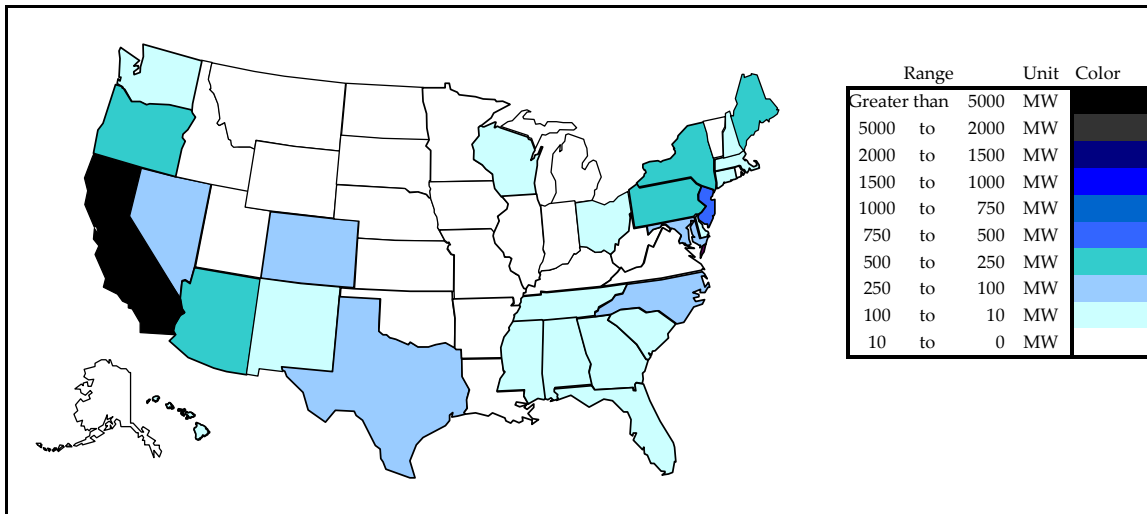 Range Unit Color
Greater than 5000 MW
5000 to 2000 MW
2000 to 1500 MW
1500 to 1000 MW
1000 to 750 MW
750 to 500 MW
500 to 250 MW
250 to 100 MW
100 to 10 MW
10 to 0 MW